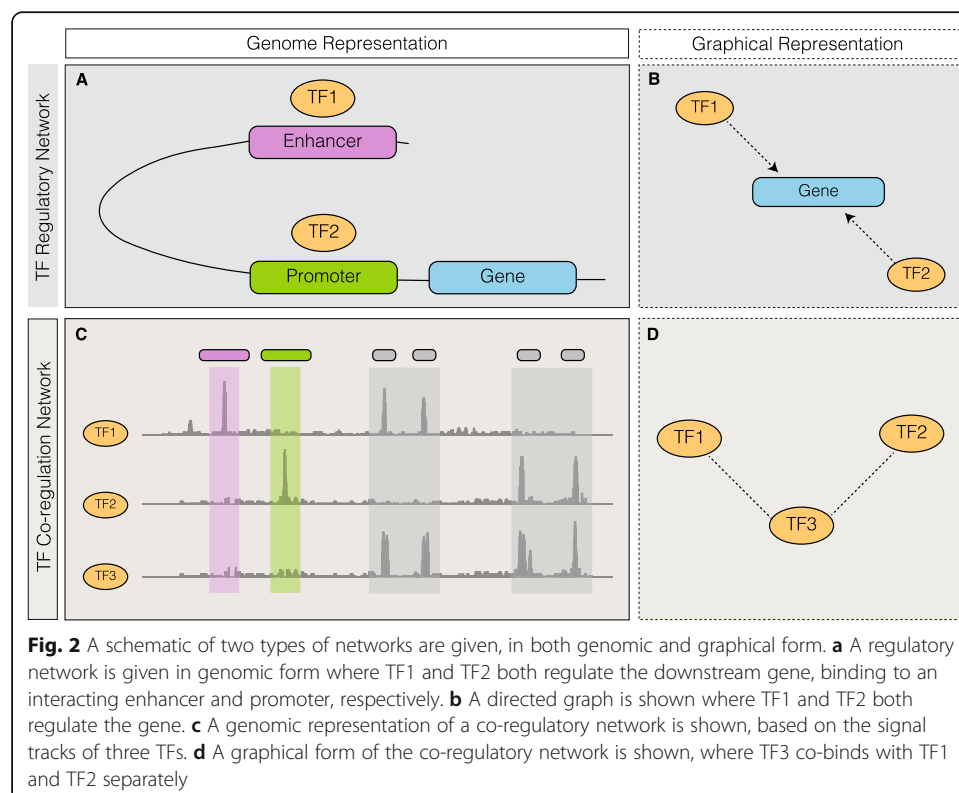 Genome Representation
Graphical Representation
TF Regulatory Network
A
TF1
Enhancer
TF2
Promoter
Gene
B
TF1
Gene
TF2
TF Co-regulation Network
C
TF1
TF2
TF3
D
TF1
TF2
TF3
Fig. 2 A schematic of two types of networks are given, in both genomic and graphical form. a A regulatory
network is given in genomic form where TF1 and TF2 both regulate the downstream gene, binding to an
interacting enhancer and promoter, respectively. b A directed graph is shown where TF1 and TF2 both
regulate the gene. c A genomic representation of a co-regulatory network is shown, based on the signal
tracks of three TFs. d A graphical form of the co-regulatory network is shown, where TF3 co-binds with TF1
and TF2 separately